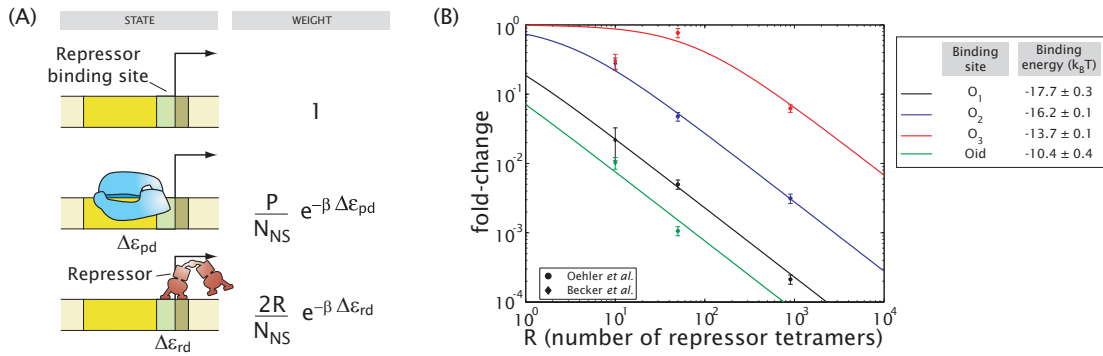 (A)
STATE WEIGHT
Repressor
binding site
1
P
N_NS e^-β Δε_pd
Δε_pd
Repressor
2R
N_NS e^-β Δε_rd
Δε_rd
(B)
fold-change
10^0
10^-1
10^-2
10^-3
10^-4
Oehler et al.
Becker et al.
10^0 10^1 10^2 10^3 10^4
R (number of repressor tetramers)
Binding
site
Binding
energy (k_BT)
O_1 -17.7 ± 0.3
O_2 -16.2 ± 0.1
O_3 -13.7 ± 0.1
Oid -10.4 ± 0.4